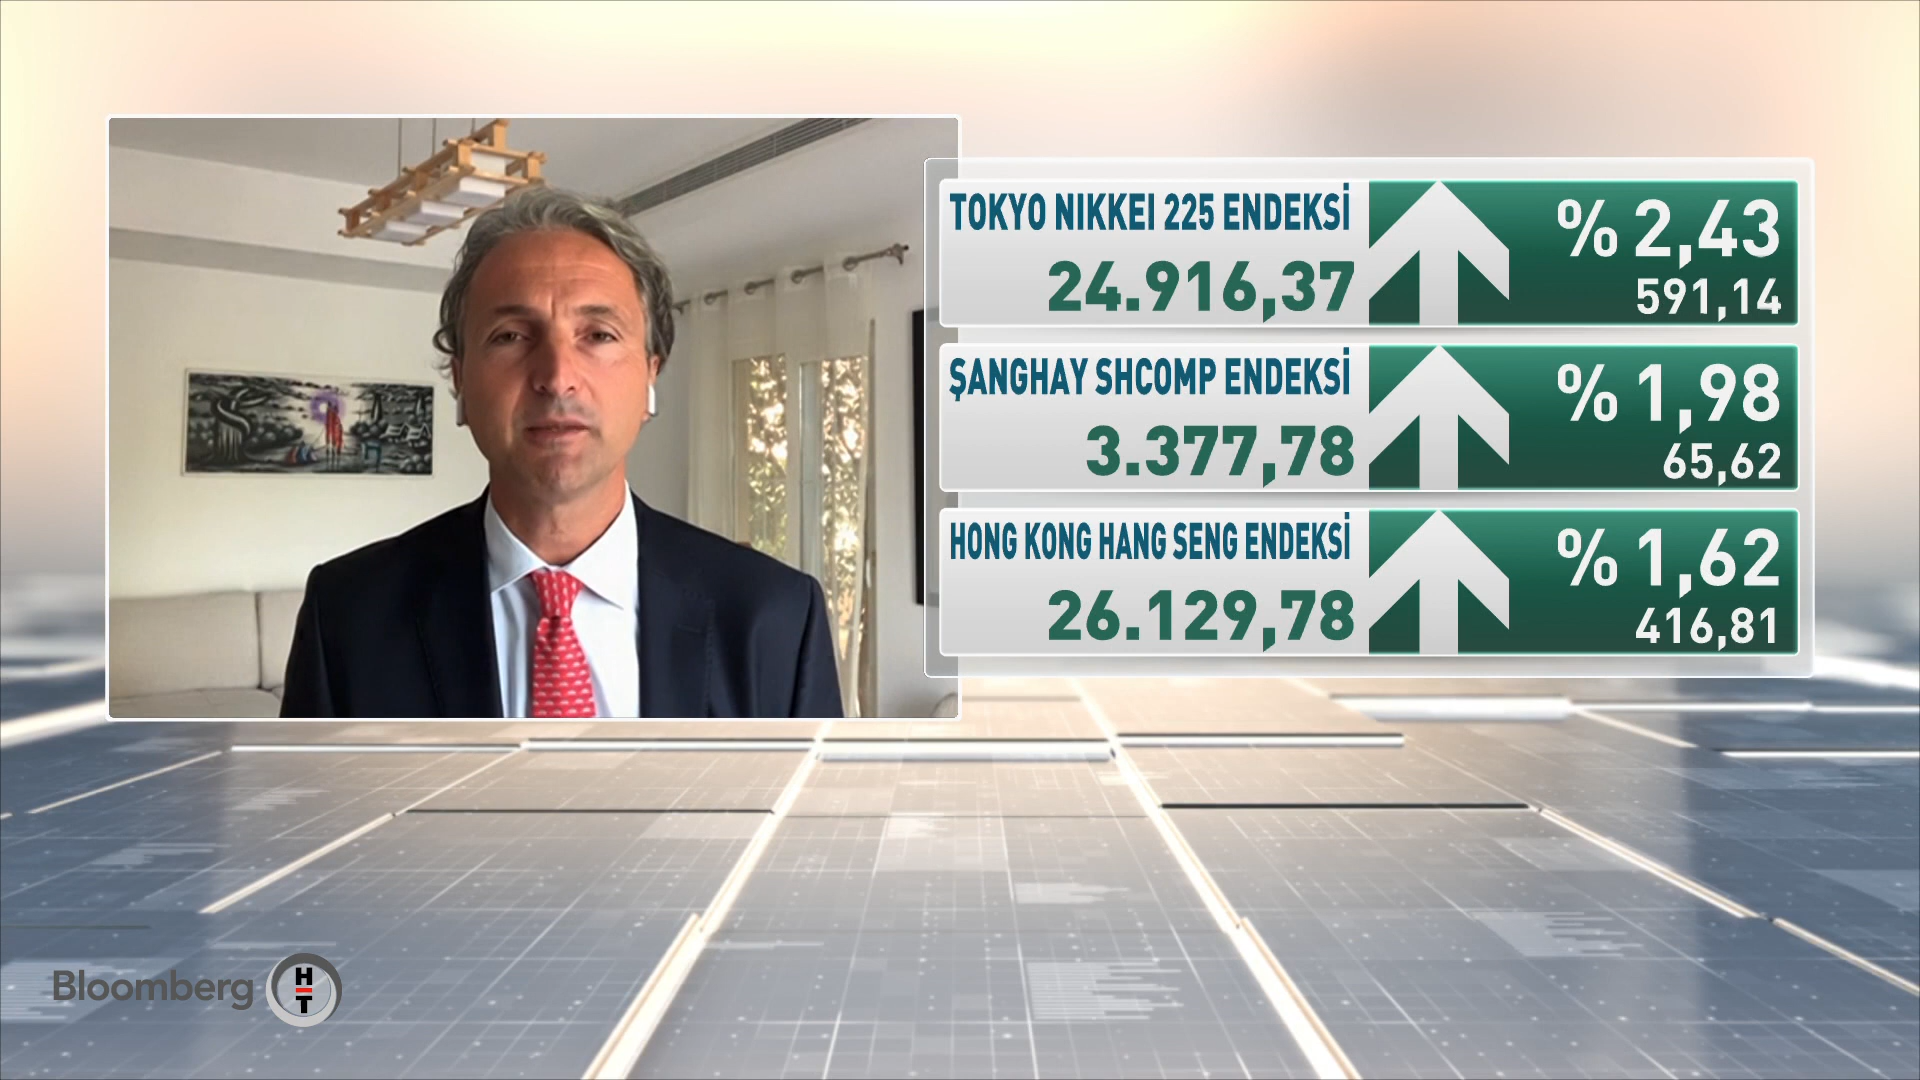 TOKYO NIKKEI 225 ENDEKSİ
24.916,37
% 2,43
591,14
ŞANGHAY SHCOMP ENDEKSİ
3.377,78
% 1,98
65,62
HONG KONG HANG SENG ENDEKSİ
26.129,78
% 1,62
416,81
Bloomberg HT